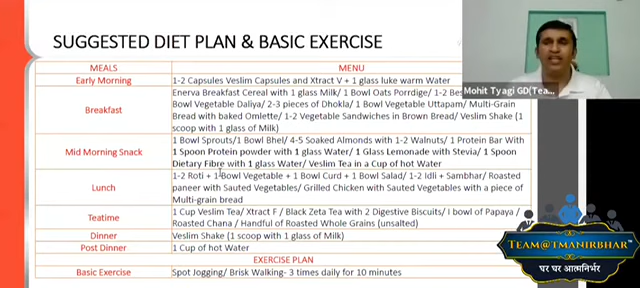 SUGGESTED DIET PLAN & BASIC EXERCISE
MEALS MENU
Early Morning 1-2 Capsules Veslim Capsules and Xtract V + 1 glass luke warm Water
Enerva Breakfast Cereal with 1 glass Milk/ 1 Bowl Oats Porrdige/ 1-2 Bes
Bowl Vegetable Daliya/ 2-3 pieces of Dhokla/ 1 Bowl Vegetable Uttapam/ Multi-Grain
Breakfast Bread with baked Omlette/ 1-2 Vegetable Sandwiches in Brown Bread/ Veslim Shake (1
scoop with 1 glass of Milk)
1 Bowl Sprouts/1 Bowl Bhel/ 4-5 Soaked Almonds with 1-2 Walnuts/ 1 Protein Bar With
Mid Morning Snack 1 Spoon Protein powder with 1 glass Water/ 1 Glass Lemonade with Stevia/ 1 Spoon
Dietary Fibre with 1 glass Water/ Veslim Tea in a Cup of hot Water
1-2 Roti + 1 Bowl Vegetable + 1 Bowl Curd + 1 Bowl Salad/ 1-2 Idli + Sambhar/ Roasted
Lunch paneer with Sauted Vegetables/ Grilled Chicken with Sauted Vegetables with a piece of
Multi-grain bread
Teatime 1 Cup Veslim Tea/ Xtract F / Black Zeta Tea with 2 Digestive Biscuits/ I bowl of Papaya /
Roasted Chana / Handful of Roasted Whole Grains (unsalted)
Dinner Veslim Shake (1 scoop with 1 glass of Milk)
Post Dinner 1 Cup of hot Water
EXERCISE PLAN
Basic Exercise Spot Jogging/ Brisk Walking- 3 times daily for 10 minutes
Mohit Tyagi GD(Tea...
TEAM@TMANIRBHAR
घर घर आत्मनिर्भर